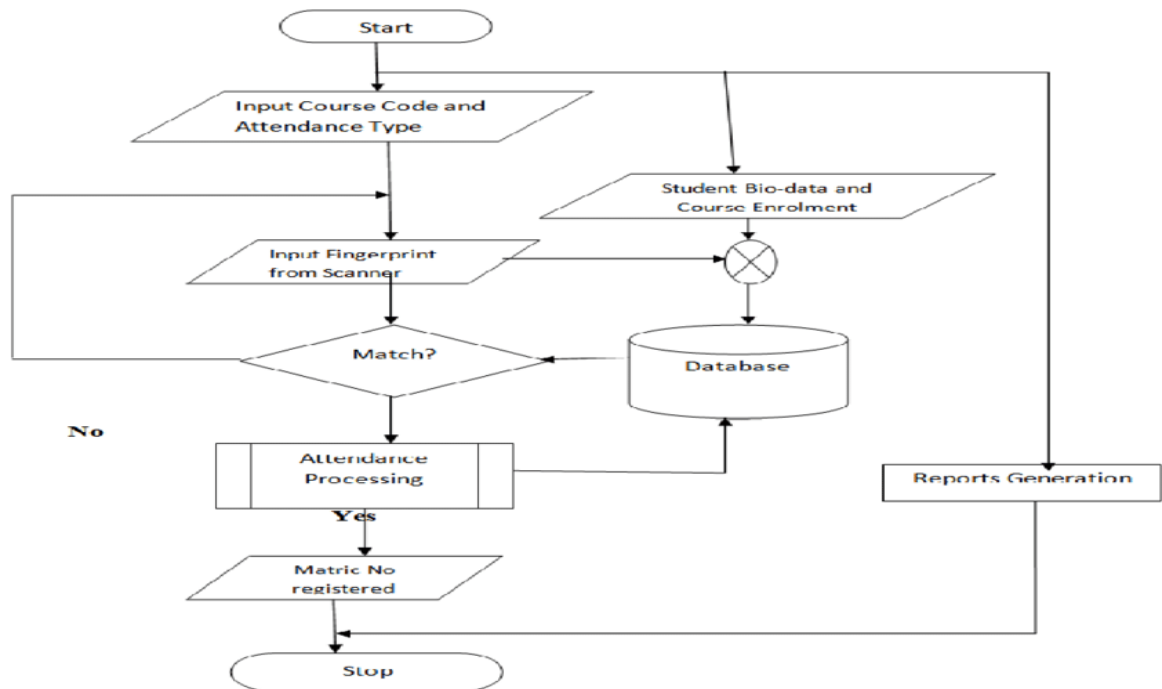 Start
Input Course Code and
Attendance Type
Student Bio-data and
Course Enrolment
Input Fingerprint
from Scanner
Match?
Database
No
Attendance
Processing
Reports Generation
Yes
Matric No
registered
Stop